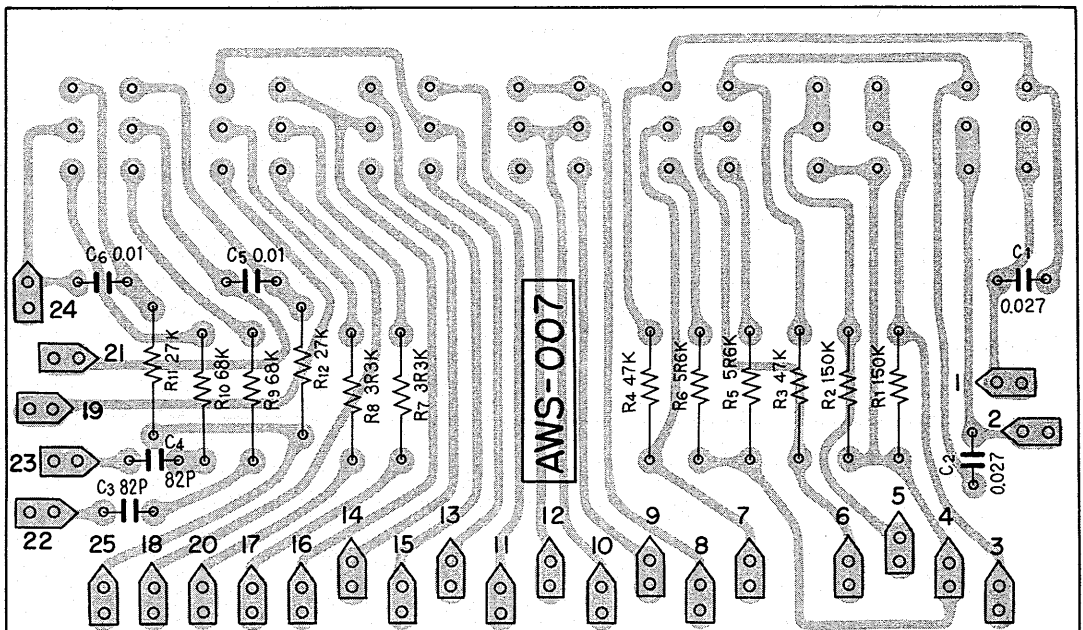 C6 0.01
C5 0.01
C1
0.027
24
21
19
23
22
R11 27K
R10 68K
R9 68K
R12 27K
R8 3R3K
R7 3R3K
AWS-007
R4 47K
R6 5R6K
R5 5R6K
R3 47K
R2 150K
R1 150K
1
2
C2
0.027
C4
82P
C3 82P
25
18
20
17
16
14
15
13
11
12
10
9
8
7
6
5
4
3